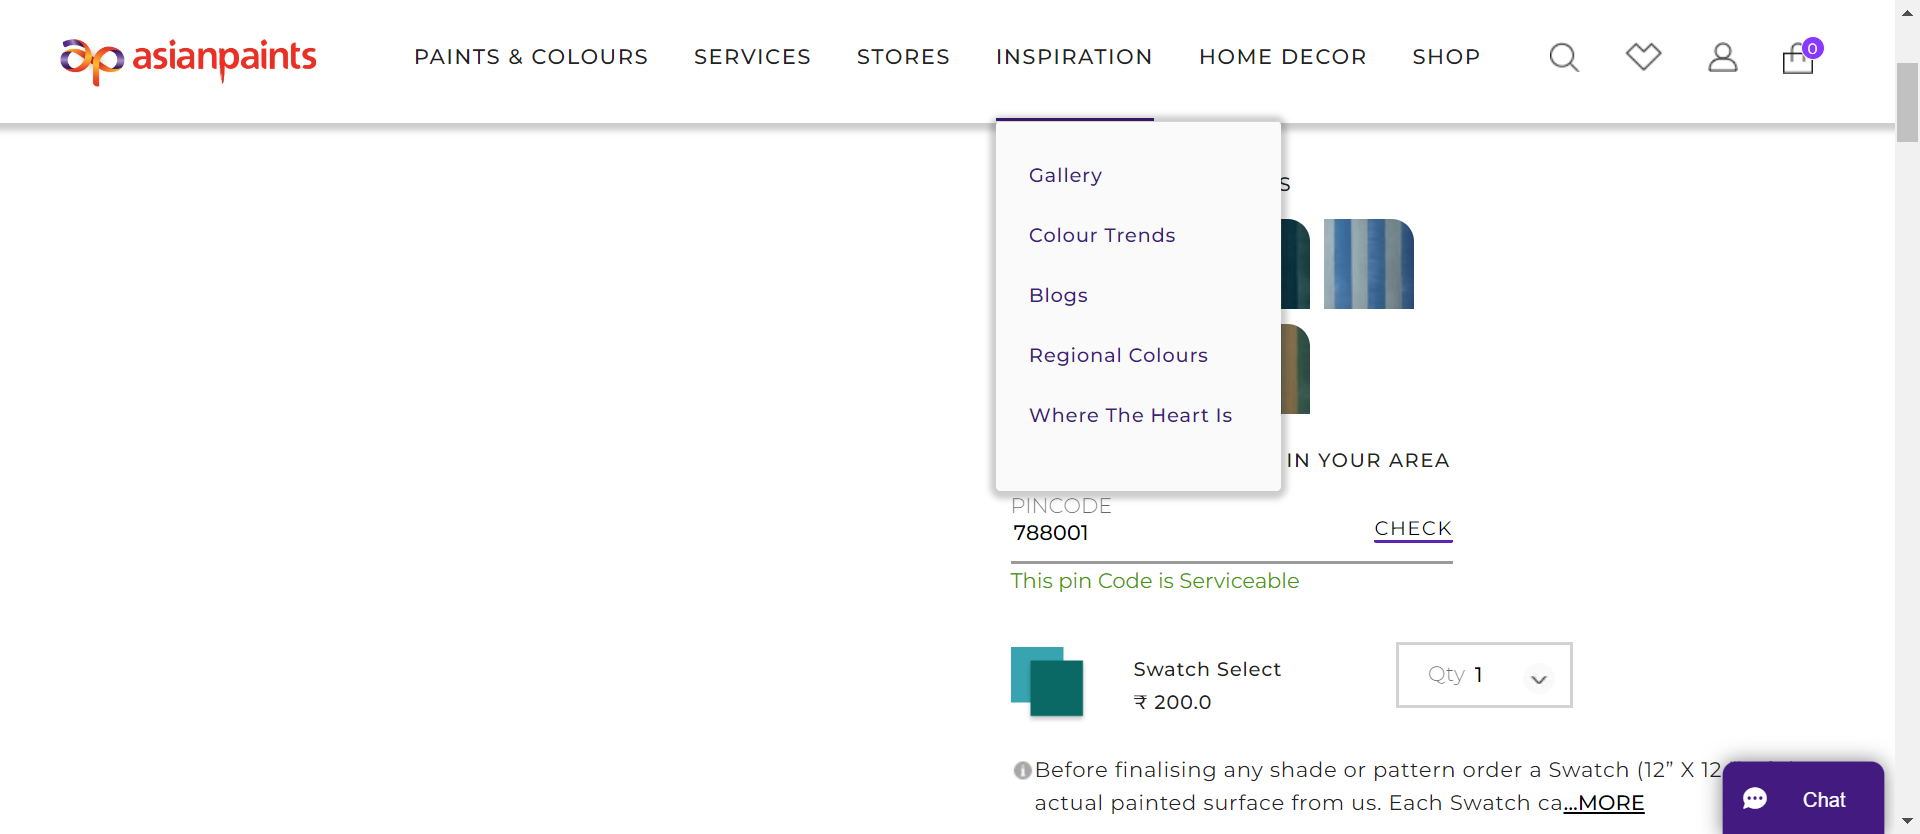 asianpaints
PAINTS & COLOURS
SERVICES
STORES
INSPIRATION
HOME DECOR
SHOP
0
Gallery
Colour Trends
Blogs
Regional Colours
Where The Heart Is
IN YOUR AREA
PINCODE
788001
CHECK
This pin Code is Serviceable
Swatch Select
₹ 200.0
Qty 1
Before finalising any shade or pattern order a Swatch (12” X 12
actual painted surface from us. Each Swatch ca...MORE
Chat